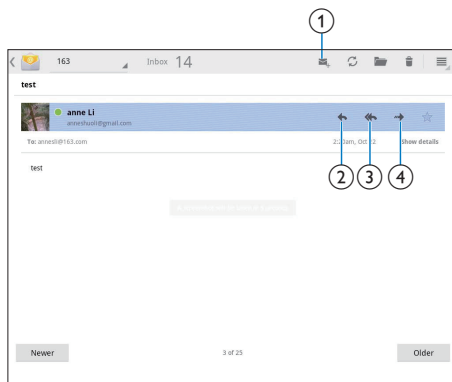 1
163 Inbox 14
test
anne Li
anneshuoli@gmail.com
To: annesli@163.com Show details
test
2 3 4
Newer 3 of 25 Older